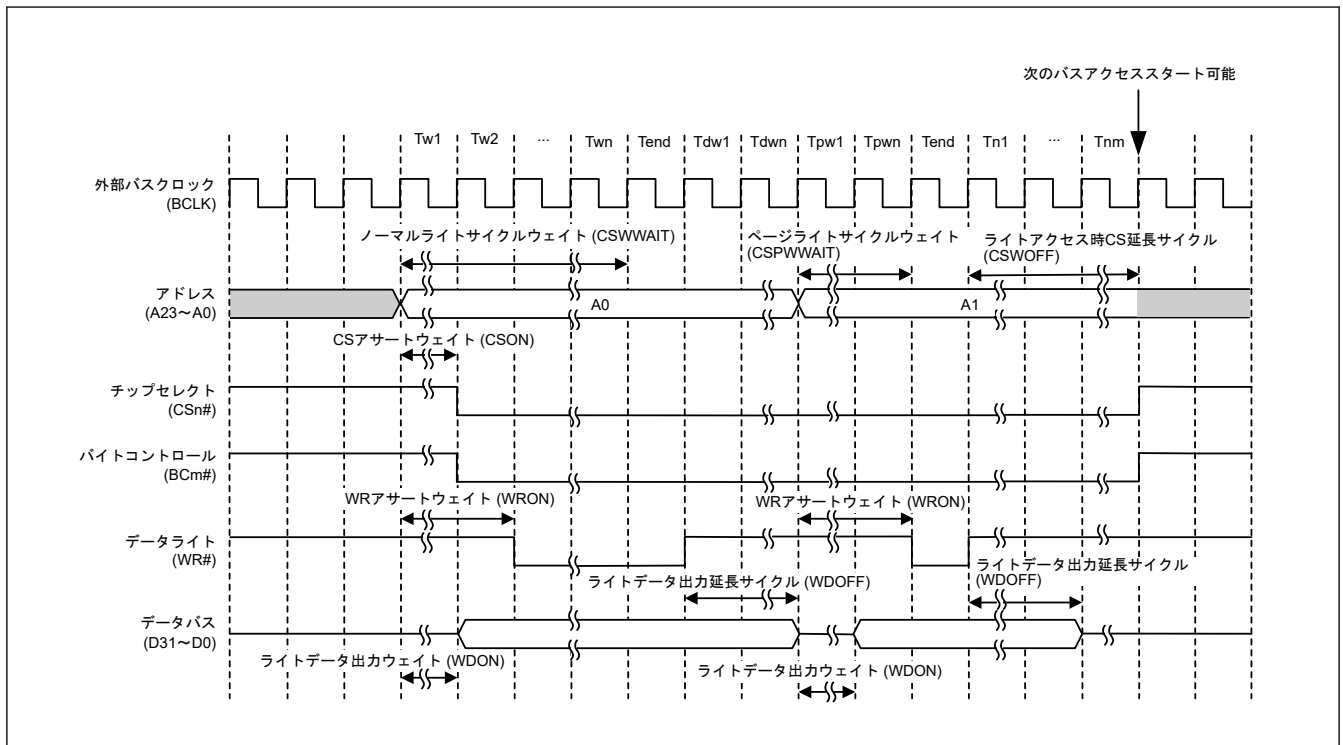 次のバスアクセススタート可能
Tw1 Tw2 ... Twn Tend Tdw1 Tdwn Tpw1 Tpwn Tend Tn1 ... Tnm
外部バスクロック
(BCLK)
ノーマルライトサイクルウェイト (CSWWAIT)
ページライトサイクルウェイト
(CSPWWAIT)
ライトアクセス時CS延長サイクル
(CSWOFF)
アドレス
(A23～A0)
A0
A1
CSアサートウェイト (CSON)
チップセレクト
(CSn#)
バイトコントロール
(BCm#)
WRアサートウェイト (WRON)
WRアサートウェイト (WRON)
データライト
(WR#)
ライトデータ出力延長サイクル (WDOFF)
ライトデータ出力延長サイクル
(WDOFF)
データバス
(D31～D0)
ライトデータ出力ウェイト (WDON)
ライトデータ出力ウェイト (WDON)